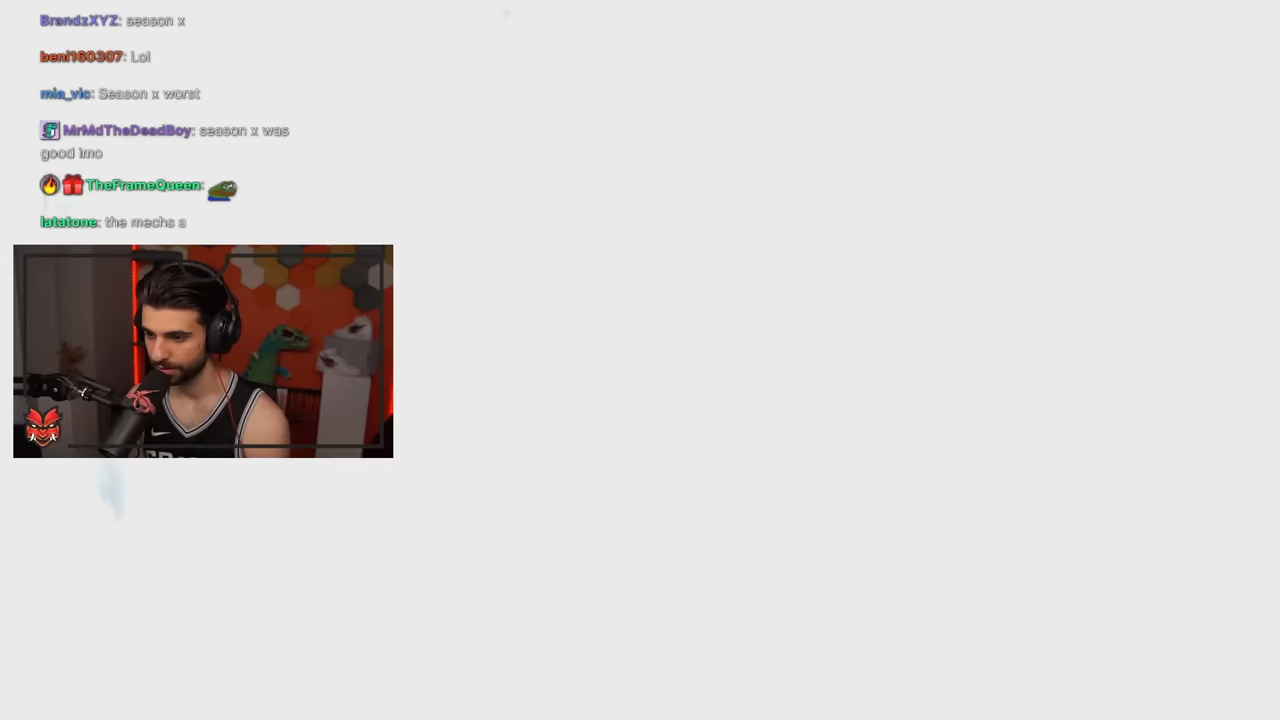 BrandzXYZ: season x
beni160307: Lol
mia_vic: Season x worst
MrMdTheDeadBoy: season x was
good imo
TheFrameQueen:
latatone: the mechs a